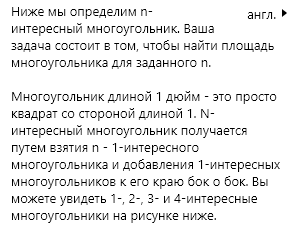 Ниже мы определим n-
англ.
интересный многоугольник. Ваша
задача состоит в том, чтобы найти площадь
многоугольника для заданного n.
Многоугольник длиной 1 дюйм - это просто
квадрат со стороной длиной 1. N-
интересный многоугольник получается
путем взятия n - 1-интересного
многоугольника и добавления 1-интересных
многоугольников к его краю бок о бок. Вы
можете увидеть 1-, 2-, 3- и 4-интересные
многоугольники на рисунке ниже.